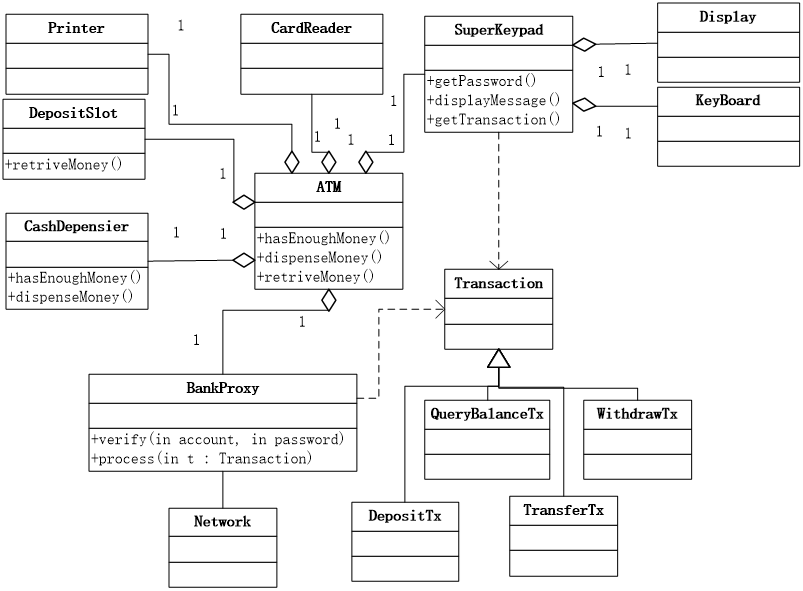 Printer
1
CardReader
SuperKeypad
+getPassword()
+displayMessage()
+getTransaction()
Display
1
1
KeyBoard
1
1
DepositSlot
+retriveMoney()
1
1
1
1
1
1
1
ATM
+hasEnoughMoney()
+dispenseMoney()
+retriveMoney()
CashDepensier
+hasEnoughMoney()
+dispenseMoney()
1
1
Transaction
1
1
BankProxy
+verify(in account, in password)
+process(in t : Transaction)
QueryBalanceTx
WithdrawTx
Network
DepositTx
TransferTx